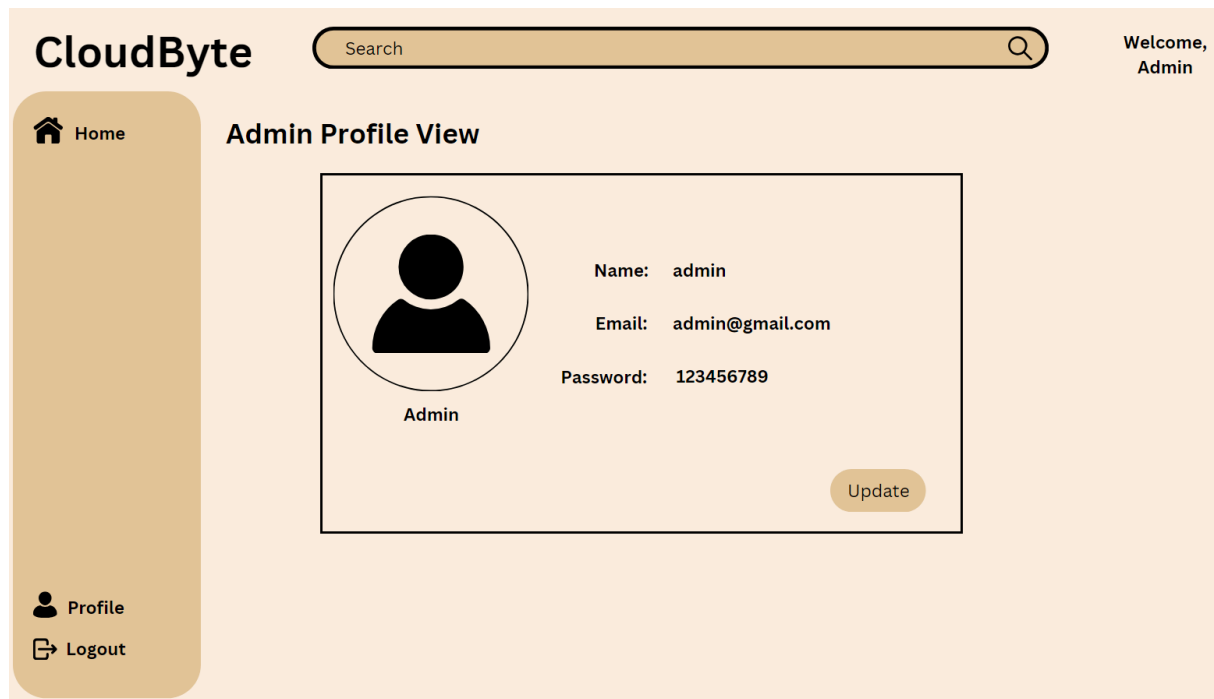 CloudByte
Search
Welcome,
Admin
Home
Admin Profile View
Name: admin
Email: admin@gmail.com
Password: 123456789
Admin
Update
Profile
Logout